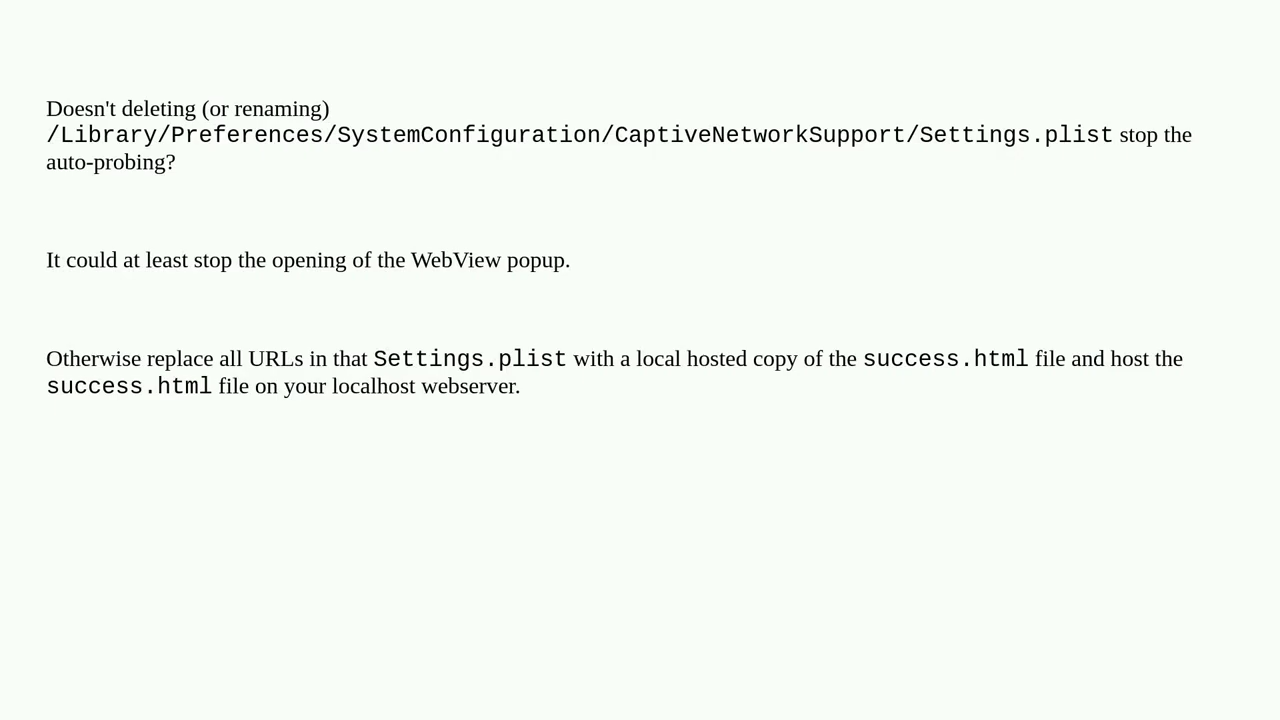 Doesn't deleting (or renaming)
/Library/Preferences/SystemConfiguration/CaptiveNetworkSupport/Settings.plist stop the
auto-probing?
It could at least stop the opening of the WebView popup.
Otherwise replace all URLs in that Settings.plist with a local hosted copy of the success.html file and host the
success.html file on your localhost webserver.